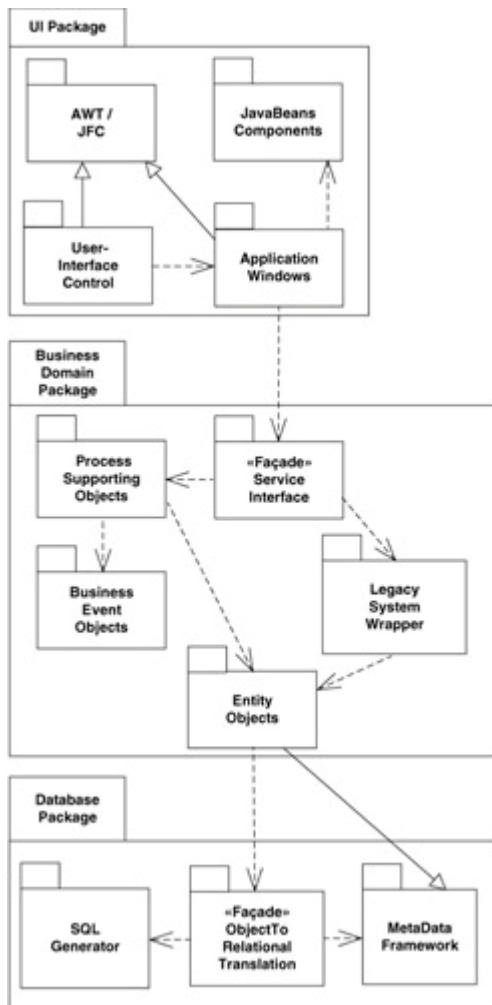 UI Package
AWT /
JFC
JavaBeans
Components
User-
Interface
Control
Application
Windows
Business
Domain
Package
Process
Supporting
Objects
«Façade»
Service
Interface
Business
Event
Objects
Legacy
System
Wrapper
Entity
Objects
Database
Package
SQL
Generator
«Façade»
ObjectTo
Relational
Translation
MetaData
Framework